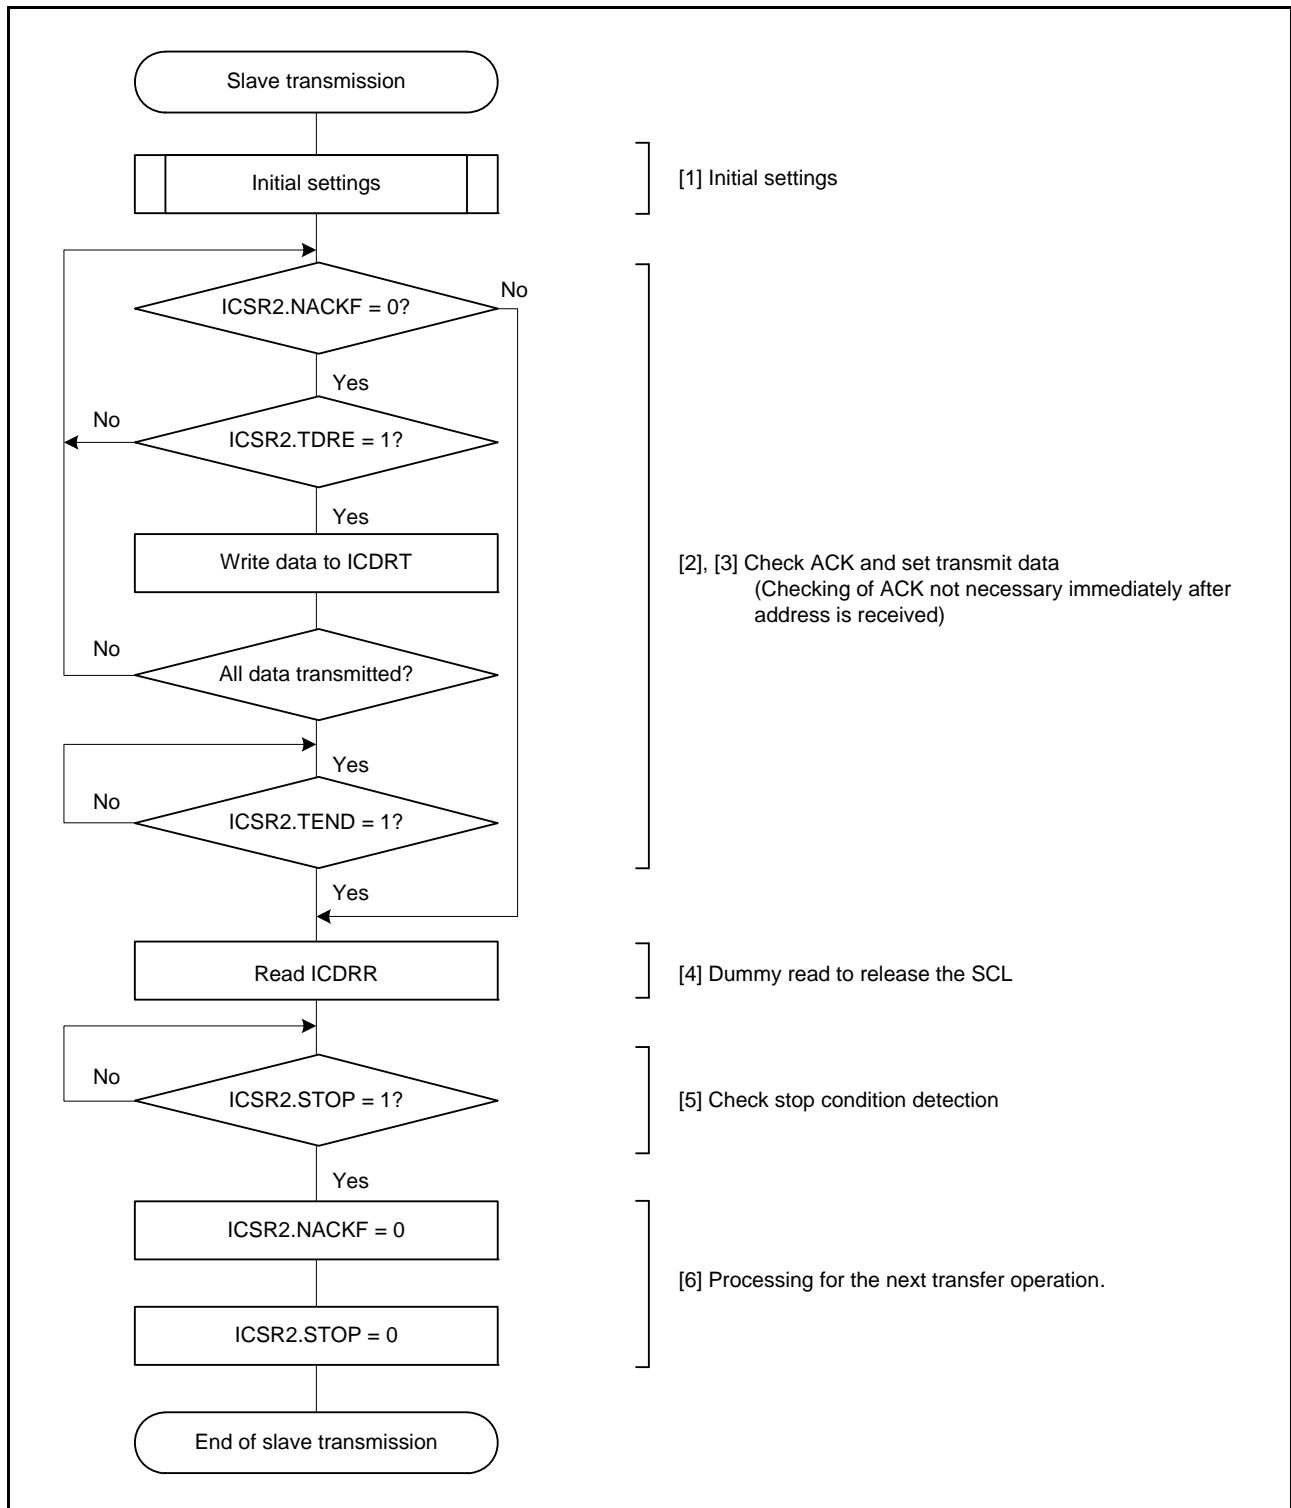 Slave transmission
Initial settings
[1] Initial settings
ICSR2.NACKF = 0?
No
Yes
No
ICSR2.TDRE = 1?
Yes
Write data to ICDRT
[2], [3] Check ACK and set transmit data
(Checking of ACK not necessary immediately after
address is received)
No
All data transmitted?
Yes
No
ICSR2.TEND = 1?
Yes
Read ICDRR
[4] Dummy read to release the SCL
No
ICSR2.STOP = 1?
[5] Check stop condition detection
Yes
ICSR2.NACKF = 0
[6] Processing for the next transfer operation.
ICSR2.STOP = 0
End of slave transmission